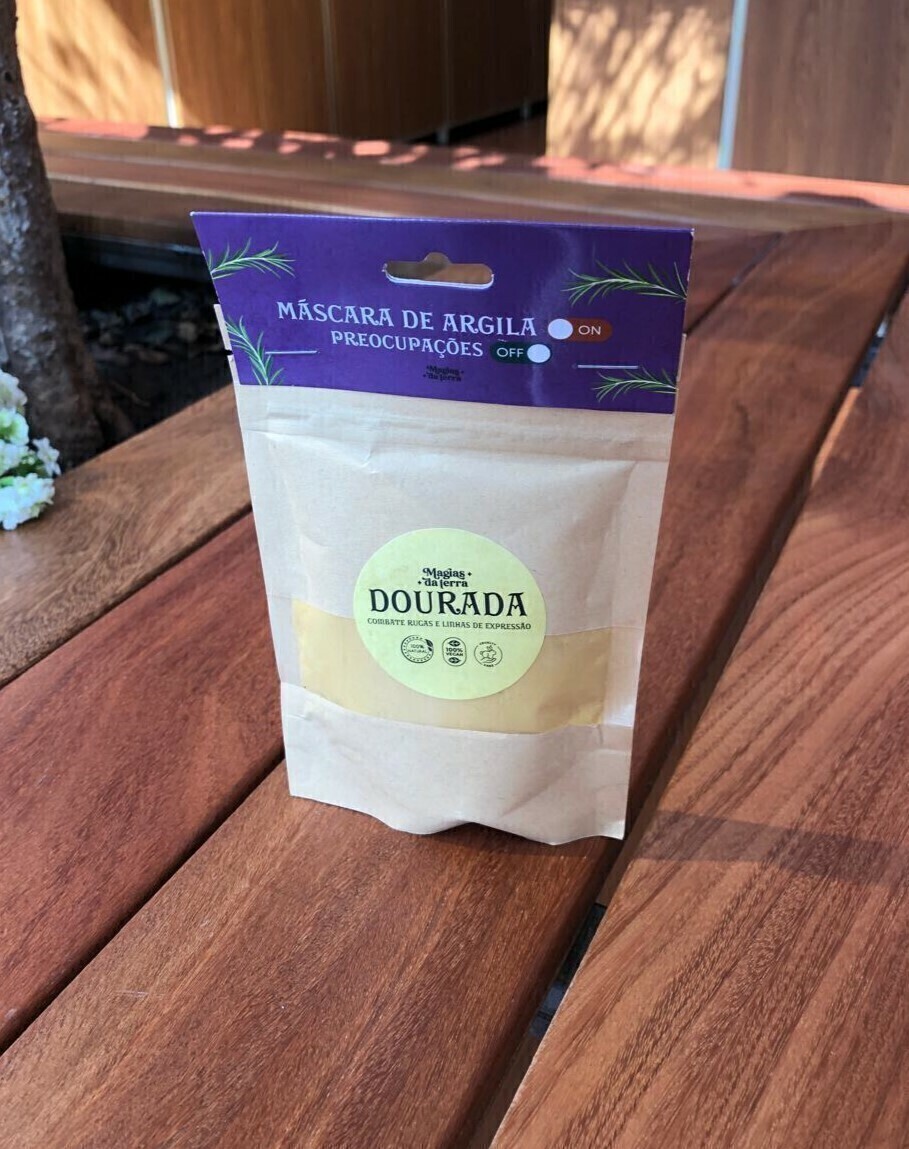 MÁSCARA DE ARGILA ON
PREOCUPAÇÕES OFF
Magias
da terra
Magias
da terra
DOURADA
COMBATE RUGAS E LINHAS DE EXPRESSÃO
100%
NATURAL
100%
VEGAN